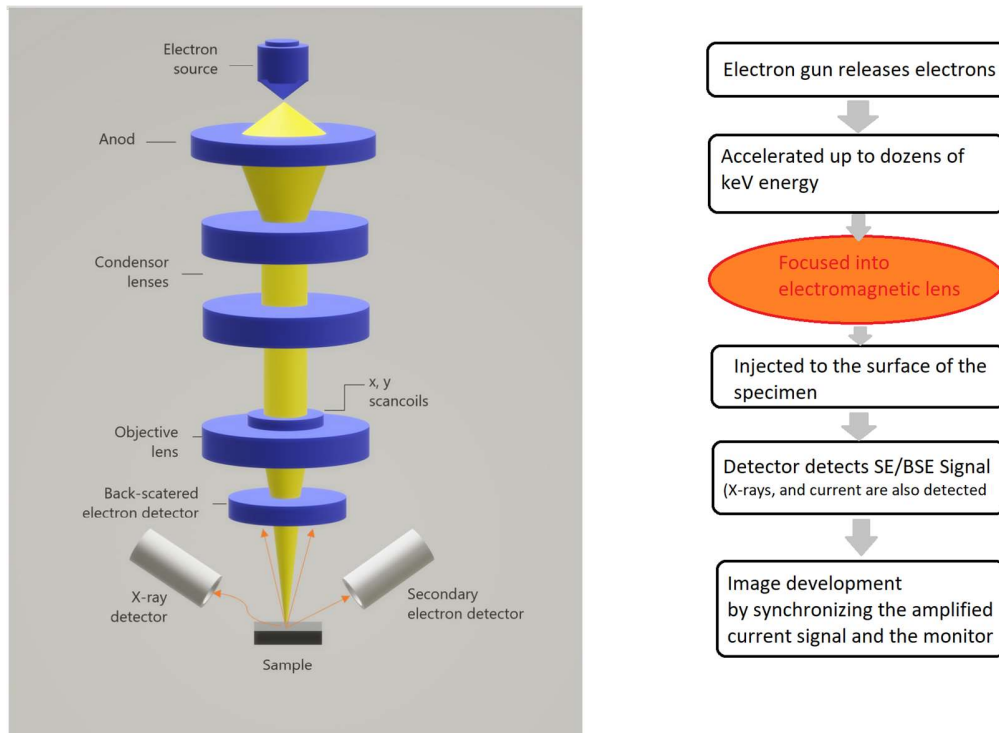 Electron
source
Anod
Condensor
lenses
x, y
scancoils
Objective
lens
Back-scatered
electron detector
X-ray
detector
Secondary
electron detector
Sample
Electron gun releases electrons
Accelerated up to dozens of
keV energy
Focused into
electromagnetic lens
Injected to the surface of the
specimen
Detector detects SE/BSE Signal
(X-rays, and current are also detected
Image development
by synchronizing the amplified
current signal and the monitor